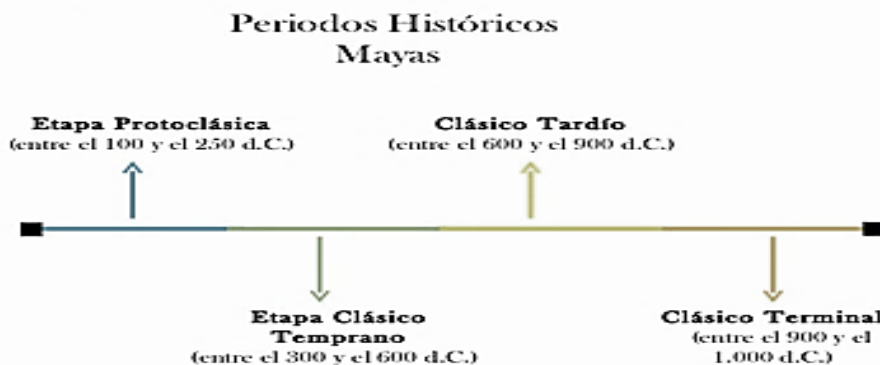 Periodos Históricos
Mayas
Etapa Protoclásica
(entre el 100 y el 250 d.C.)
Clásico Tardío
(entre el 600 y el 900 d.C.)
Etapa Clásico
Temprano
(entre el 300 y el 600 d.C.)
Clásico Terminal
(entre el 900 y el
1.000 d.C.)